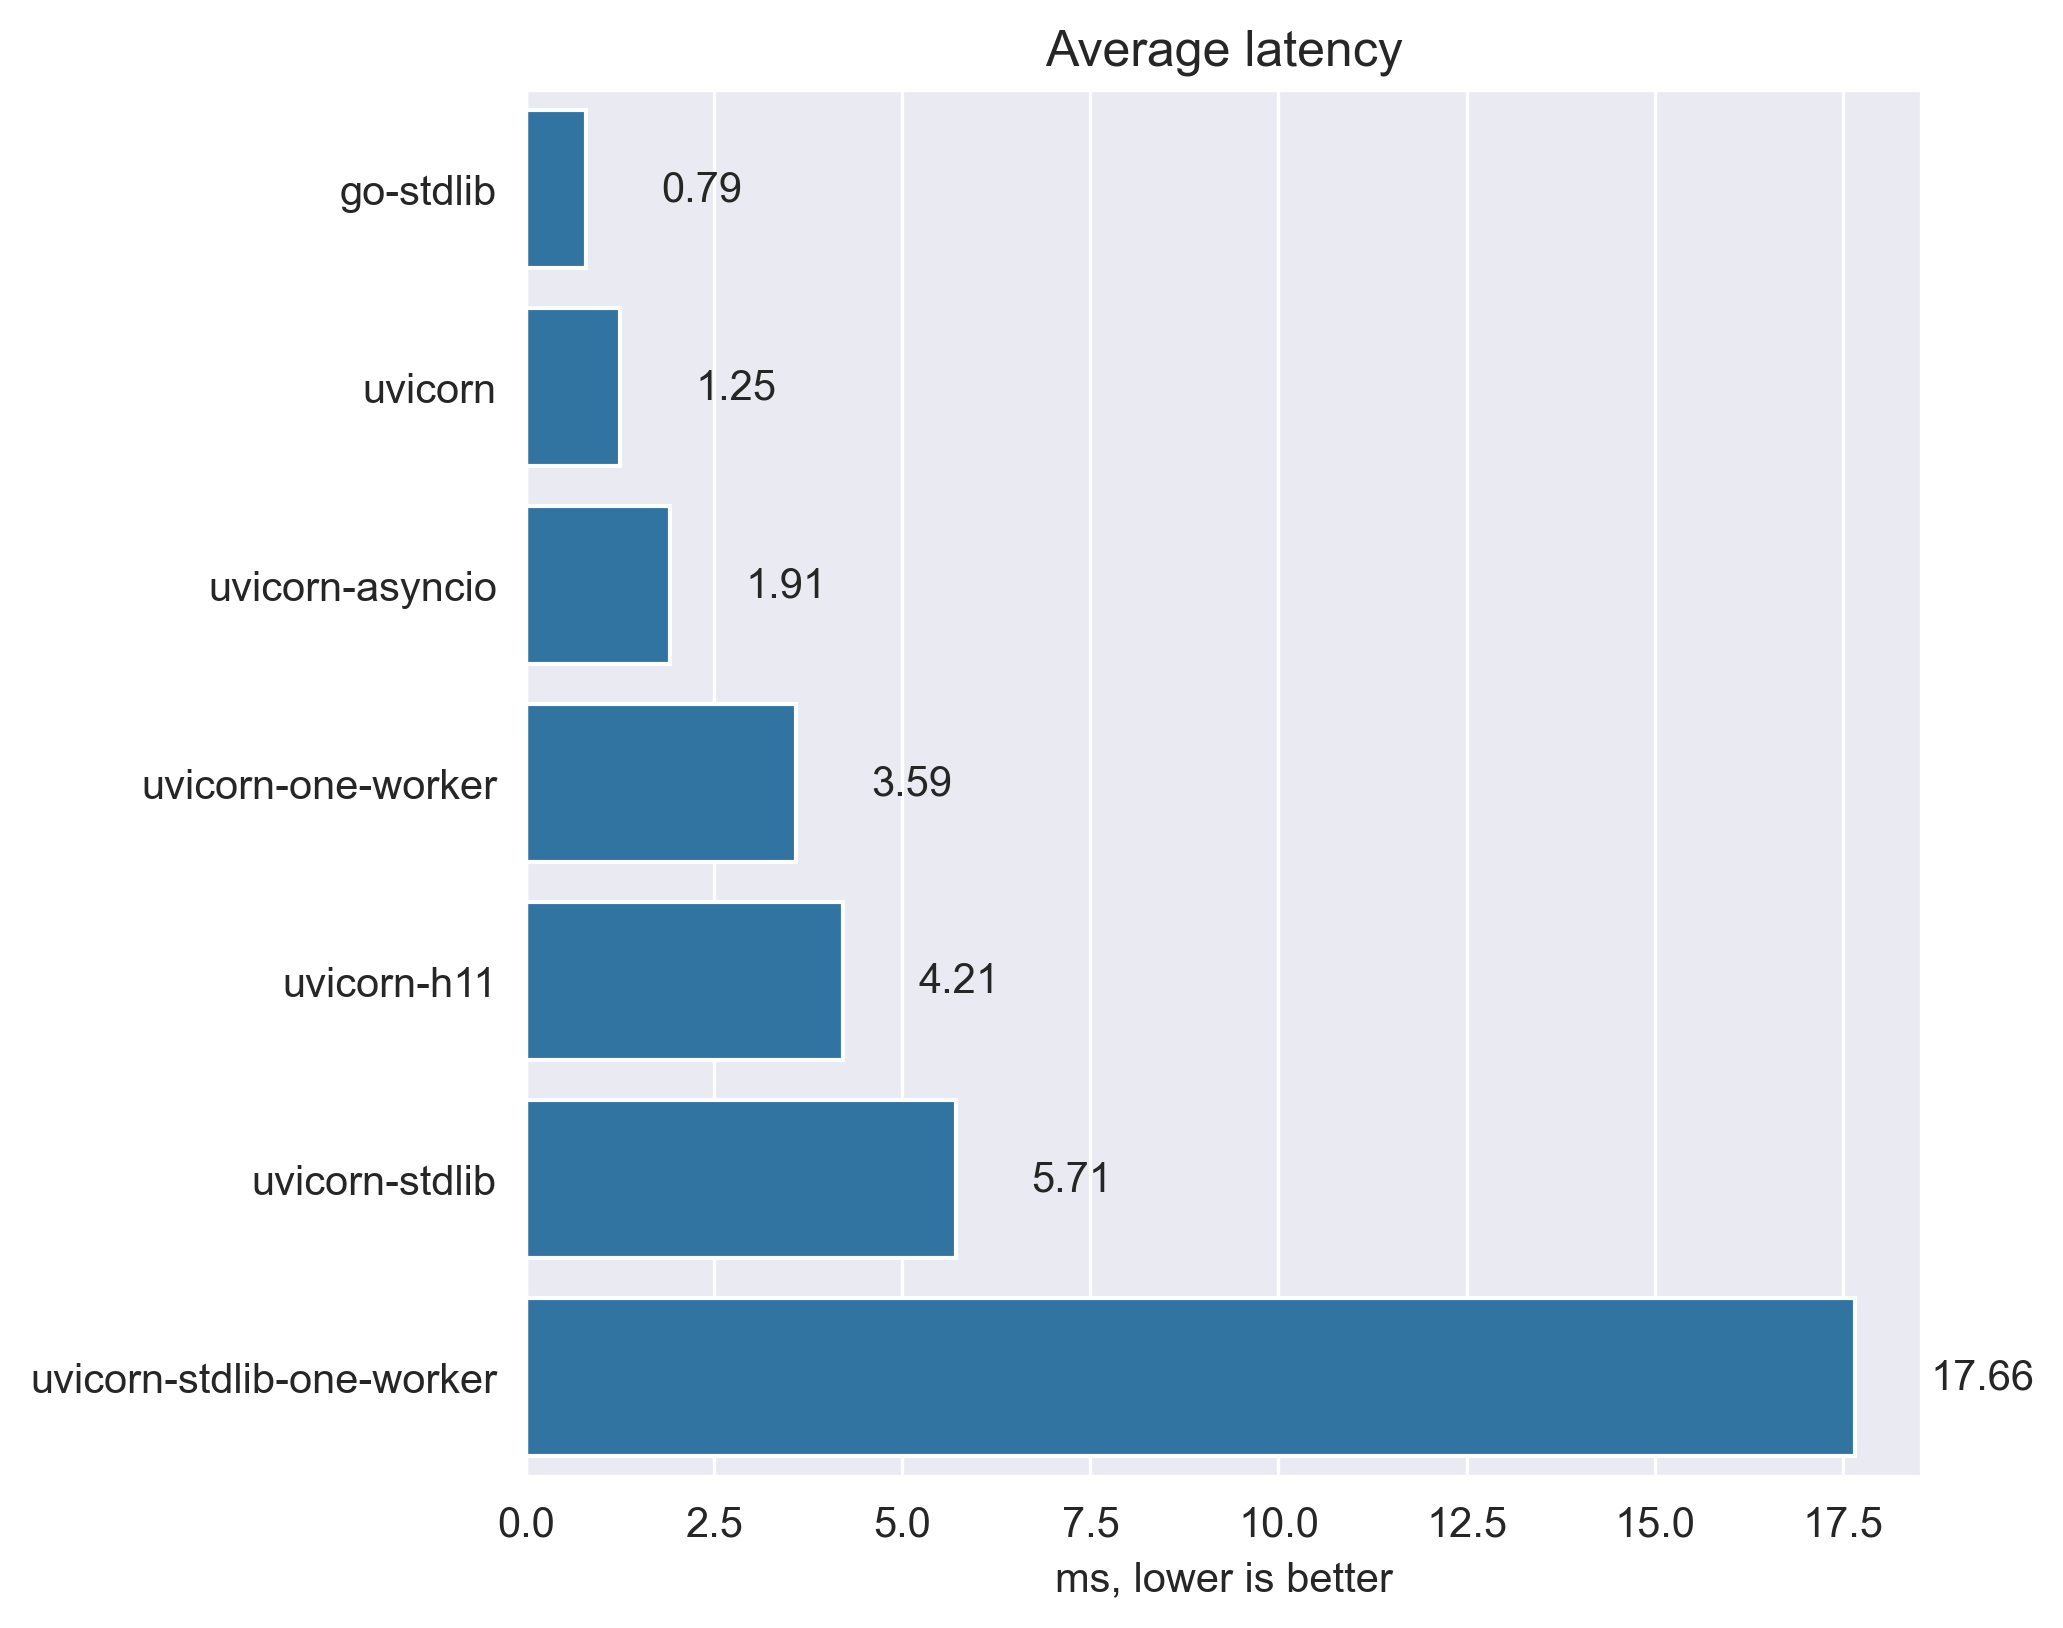 Average latency
go-stdlib 0.79
uvicorn 1.25
uvicorn-asyncio 1.91
uvicorn-one-worker 3.59
uvicorn-h11 4.21
uvicorn-stdlib 5.71
uvicorn-stdlib-one-worker 17.66
0.0 2.5 5.0 7.5 10.0 12.5 15.0 17.5
ms, lower is better